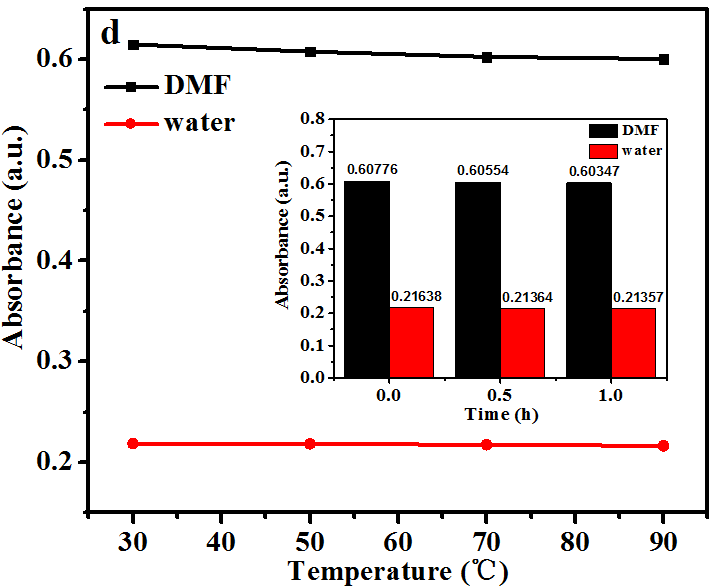 d
DMF
water
Absorbance (a.u.)
0.6
0.5
0.4
0.3
0.2
30 40 50 60 70 80 90
Temperature (℃)
DMF
water
Absorbance (a.u.)
0.8
0.7
0.6
0.5
0.4
0.3
0.2
0.1
0.0
0.60776 0.60554 0.60347
0.21638 0.21364 0.21357
0.0 0.5 1.0
Time (h)